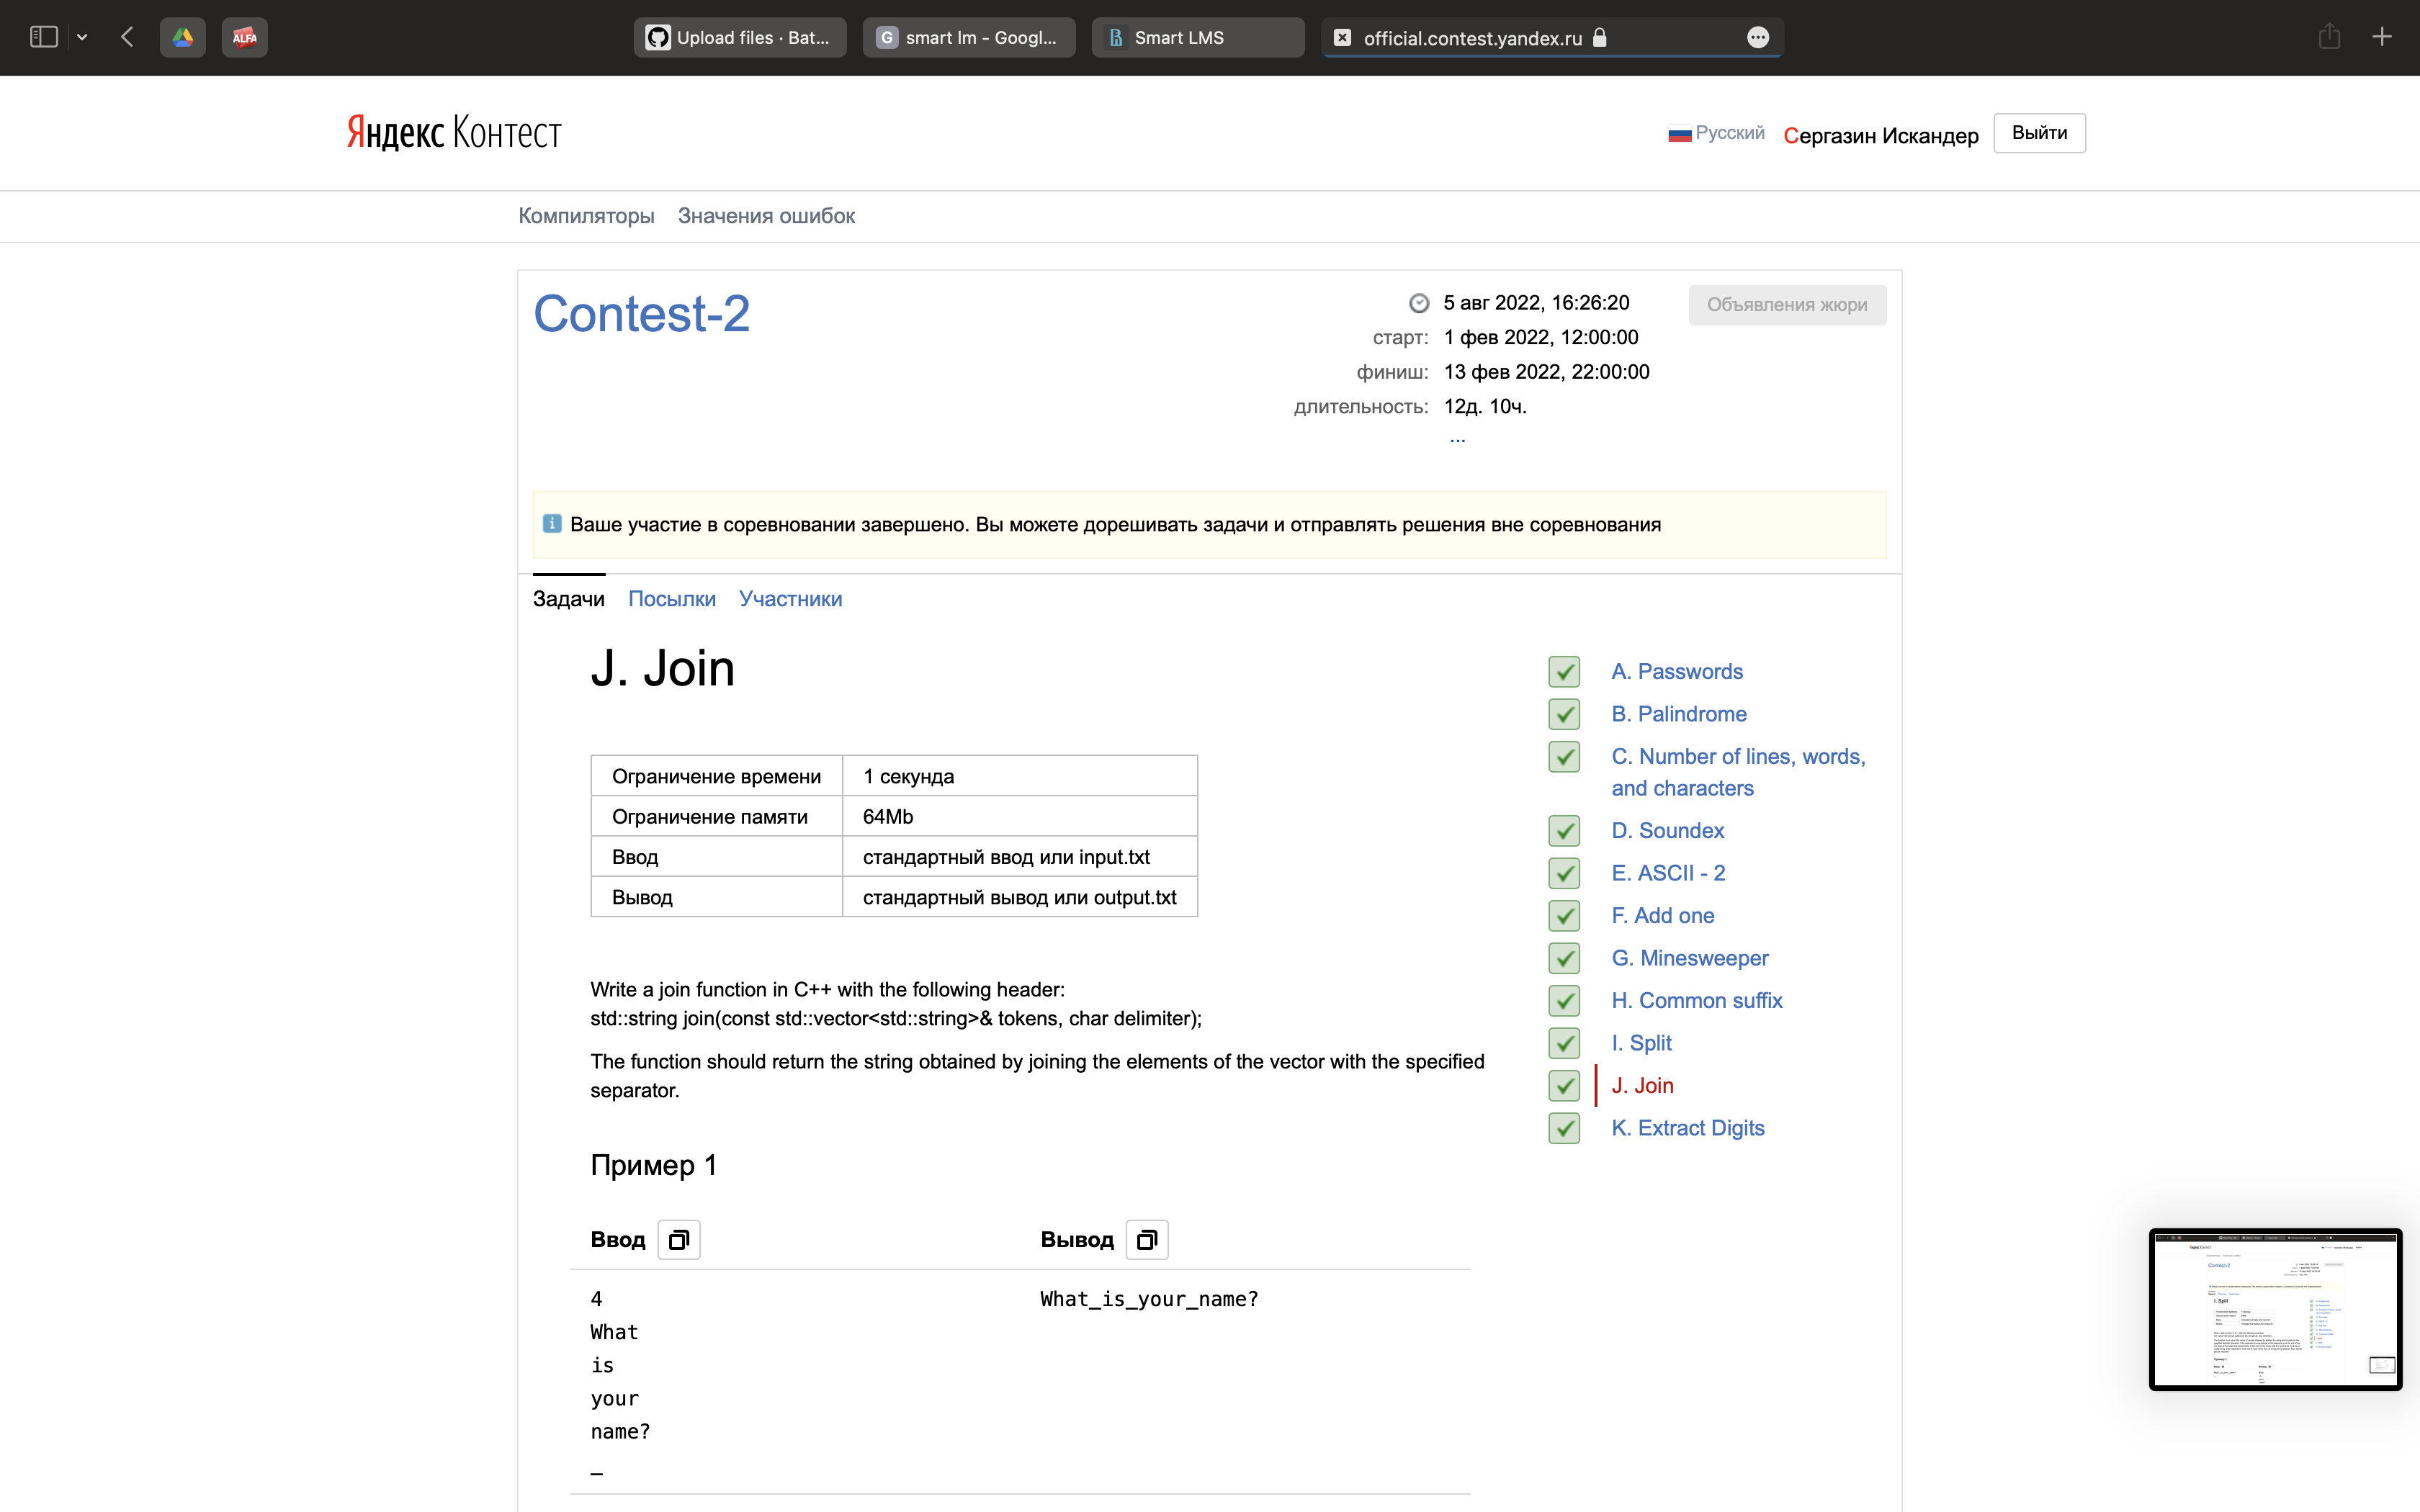 ALFA
Upload files · Bat...
G smart lm - Googl...
Smart LMS
official.contest.yandex.ru
Яндекс Контест
Русский
Сергазин Искандер
Выйти
Компиляторы Значения ошибок
Contest-2
5 авг 2022, 16:26:20
Объявления жюри
старт: 1 фев 2022, 12:00:00
финиш: 13 фев 2022, 22:00:00
длительность: 12д. 10ч.
...
Ваше участие в соревновании завершено. Вы можете дорешивать задачи и отправлять решения вне соревнования
Задачи Посылки Участники
J. Join
Ограничение времени 1 секунда
Ограничение памяти 64Mb
Ввод стандартный ввод или input.txt
Вывод стандартный вывод или output.txt
Write a join function in C++ with the following header:
std::string join(const std::vector<std::string>& tokens, char delimiter);
The function should return the string obtained by joining the elements of the vector with the specified
separator.
Пример 1
Ввод Вывод
4 What_is_your_name?
What
is
your
name?
_
A. Passwords
B. Palindrome
C. Number of lines, words,
and characters
D. Soundex
E. ASCII - 2
F. Add one
G. Minesweeper
H. Common suffix
I. Split
J. Join
K. Extract Digits
Contest-2
I. Split